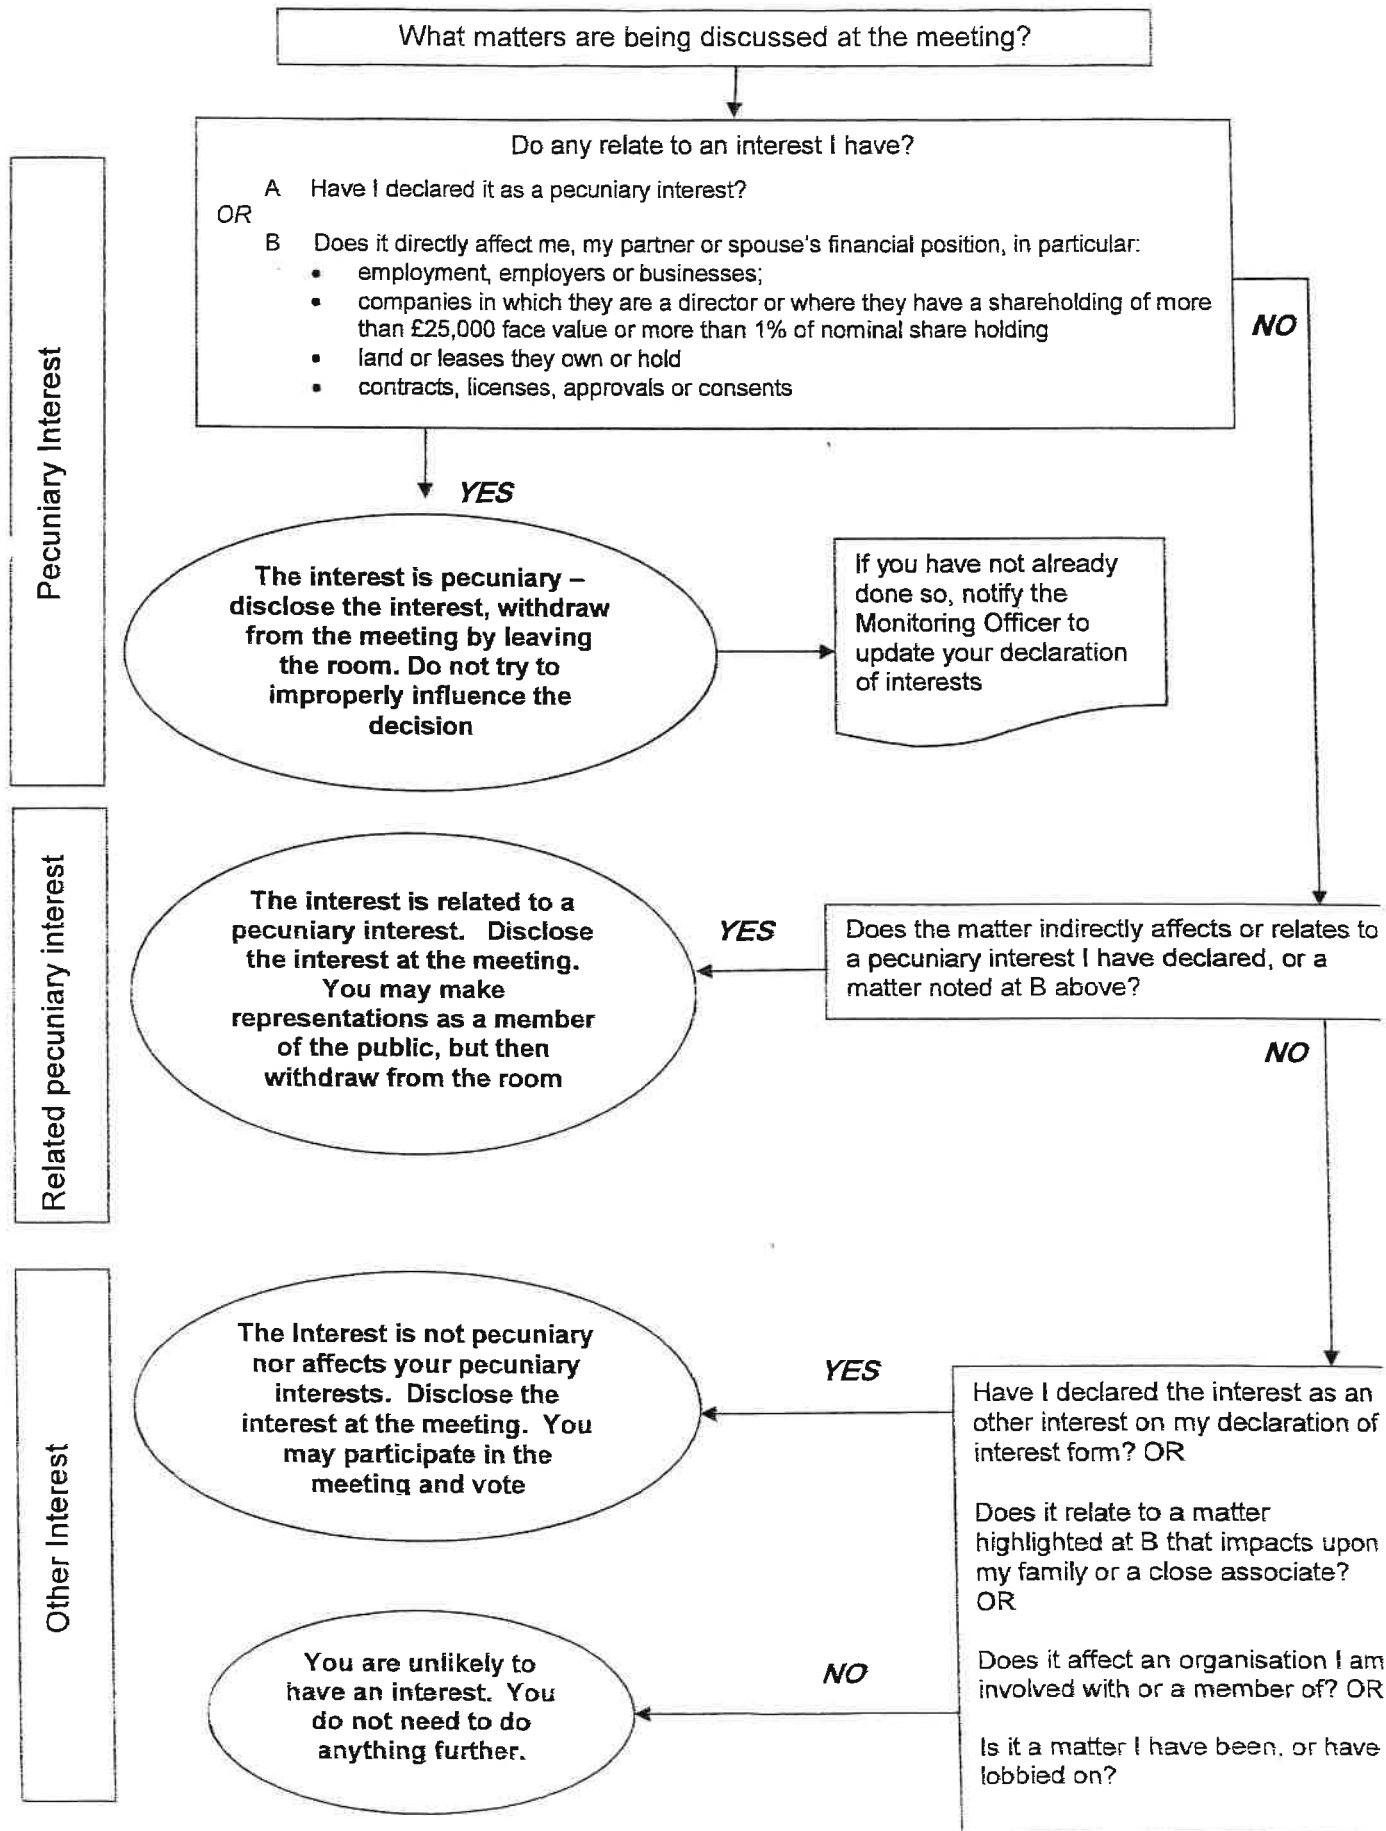 What matters are being discussed at the meeting?
Do any relate to an interest I have?
A Have I declared it as a pecuniary interest?
OR
B Does it directly affect me, my partner or spouse's financial position, in particular:
• employment, employers or businesses;
• companies in which they are a director or where they have a shareholding of more
than £25,000 face value or more than 1% of nominal share holding
• land or leases they own or hold
• contracts, licenses, approvals or consents
NO
Pecuniary Interest
YES
The interest is pecuniary –
disclose the interest, withdraw
from the meeting by leaving
the room. Do not try to
improperly influence the
decision
If you have not already
done so, notify the
Monitoring Officer to
update your declaration
of interests
Related pecuniary interest
The interest is related to a
pecuniary interest. Disclose
the interest at the meeting.
You may make
representations as a member
of the public, but then
withdraw from the room
YES
Does the matter indirectly affects or relates to
a pecuniary interest I have declared, or a
matter noted at B above?
NO
Other Interest
The Interest is not pecuniary
nor affects your pecuniary
interests. Disclose the
interest at the meeting. You
may participate in the
meeting and vote
YES
Have I declared the interest as an
other interest on my declaration of
interest form? OR
Does it relate to a matter
highlighted at B that impacts upon
my family or a close associate?
OR
Does it affect an organisation I am
involved with or a member of? OR
Is it a matter I have been, or have
lobbied on?
NO
You are unlikely to
have an interest. You
do not need to do
anything further.